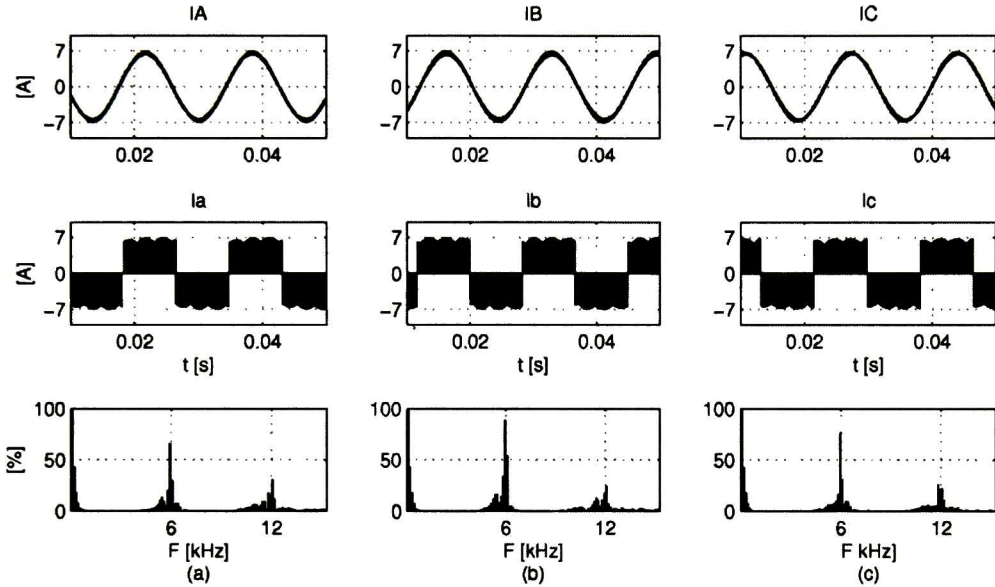 IA IB IC
[A] 7 0 -7 7 0 -7 7 0 -7
0.02 0.04 0.02 0.04 0.02 0.04
Ia Ib Ic
[A] 7 0 -7 7 0 -7 7 0 -7
0.02 0.04 0.02 0.04 0.02 0.04
t [s] t [s] t [s]
[%] 100 50 0 100 50 0 100 50 0
6 12 6 12 6 12
F [kHz] F [kHz] F kHz]
(a) (b) (c)